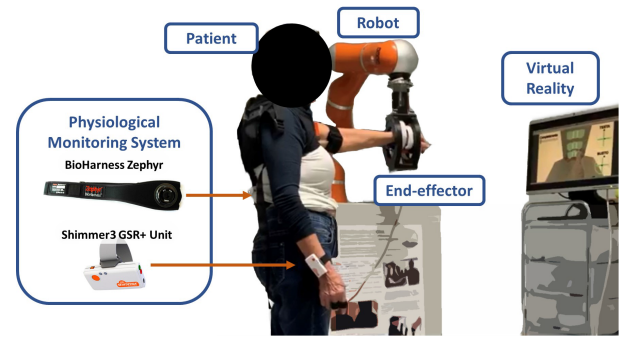 Patient
Robot
Virtual
Reality
Physiological
Monitoring System
BioHarness Zephyr
End-effector
Shimmer3 GSR+ Unit